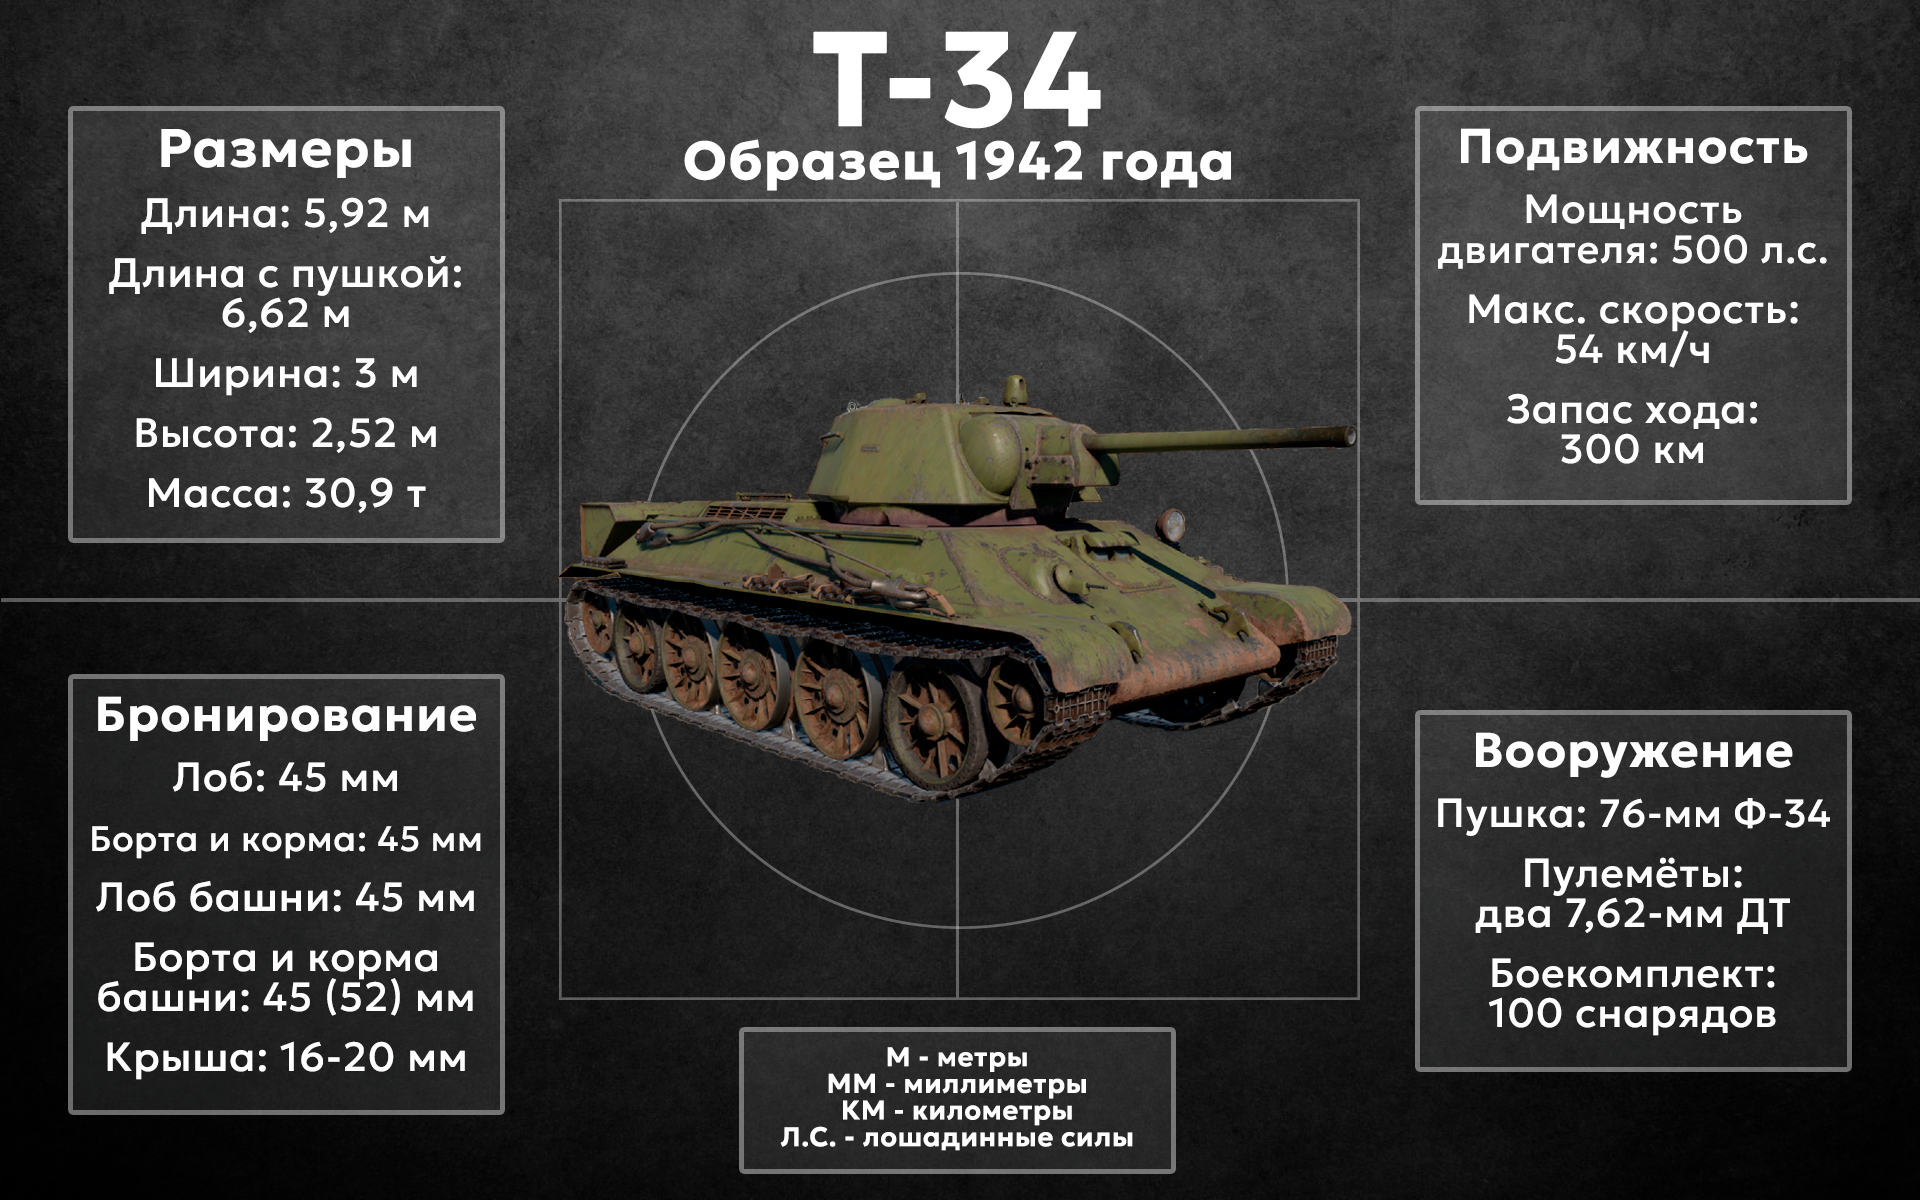 Т-34
Образец 1942 года
Размеры
Длина: 5,92 м
Длина с пушкой:
6,62 м
Ширина: 3 м
Высота: 2,52 м
Масса: 30,9 т
Подвижность
Мощность
двигателя: 500 л.с.
Макс. скорость:
54 км/ч
Запас хода:
300 км
Бронирование
Лоб: 45 мм
Борта и корма: 45 мм
Лоб башни: 45 мм
Борта и корма
башни: 45 (52) мм
Крыша: 16-20 мм
Вооружение
Пушка: 76-мм Ф-34
Пулемёты:
два 7,62-мм ДТ
Боекомплект:
100 снарядов
М - метры
ММ - миллиметры
КМ - километры
Л.С. - лошадинные силы